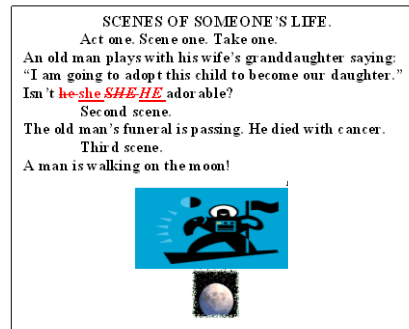 SCENES OF SOMEONE'S LIFE.
Act one. Scene one. Take one.
An old man plays with his wife's granddaughter saying:
“I am going to adopt this child to become our daughter.”
Isn't he she SHE HE adorable?
Second scene.
The old man's funeral is passing. He died with cancer.
Third scene.
A man is walking on the moon!